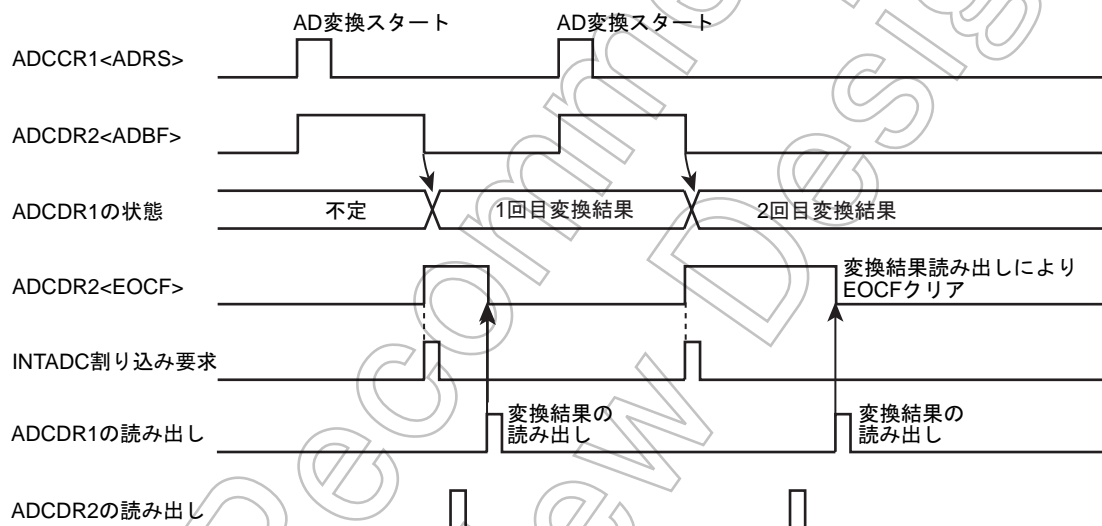 AD変換スタート
AD変換スタート
ADCCR1<ADRS>
ADCDR2<ADBF>
ADCDR1の状態
不定
1回目変換結果
2回目変換結果
ADCDR2<EOCF>
変換結果読み出しにより
EOCFクリア
INTADC割り込み要求
ADCDR1の読み出し
変換結果の
読み出し
変換結果の
読み出し
ADCDR2の読み出し